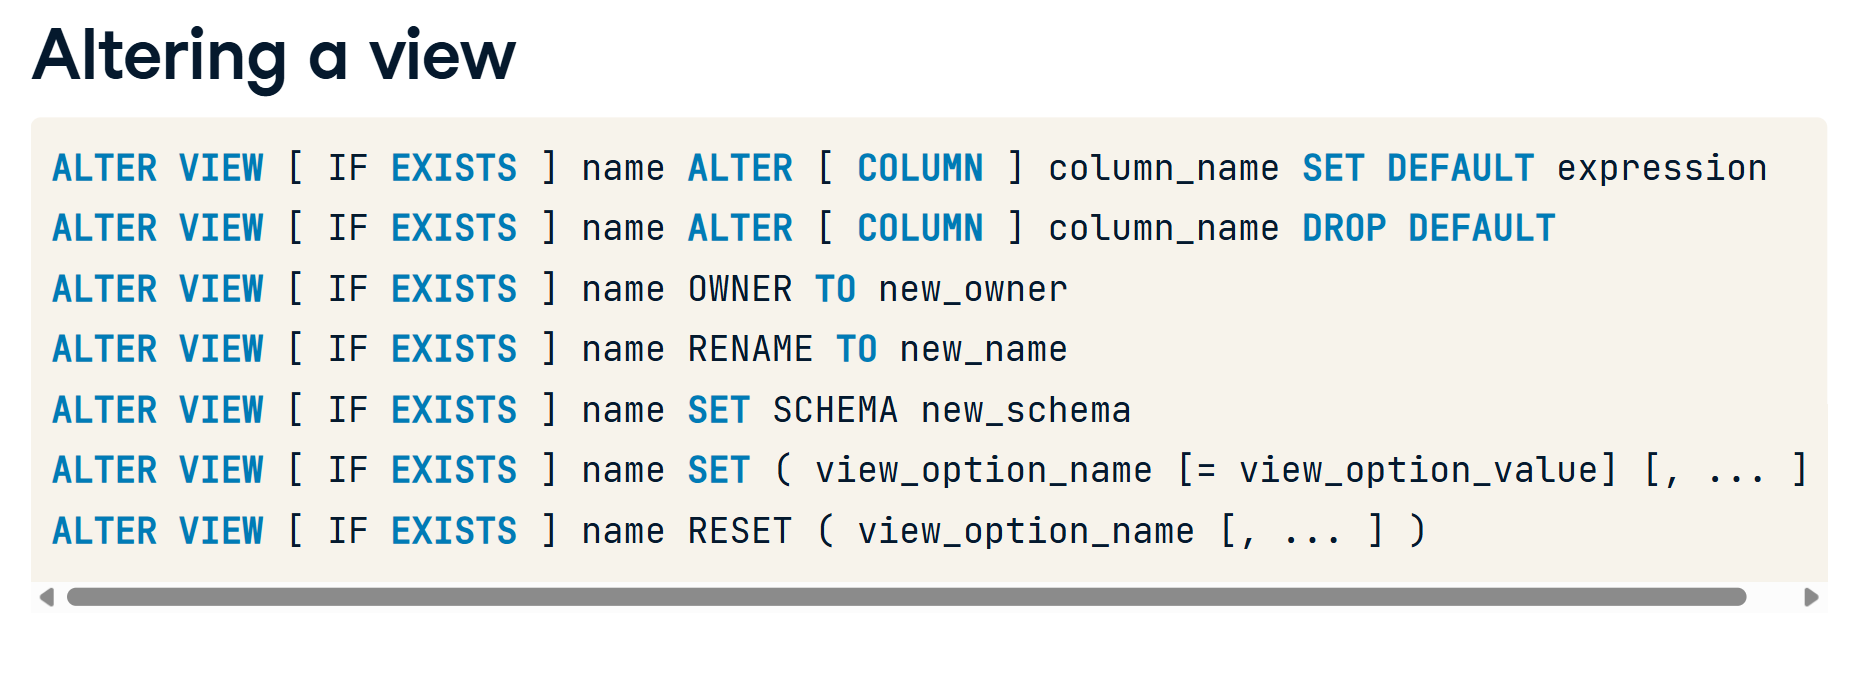 Altering a view
ALTER VIEW [ IF EXISTS ] name ALTER [ COLUMN ] column_name SET DEFAULT expression
ALTER VIEW [ IF EXISTS ] name ALTER [ COLUMN ] column_name DROP DEFAULT
ALTER VIEW [ IF EXISTS ] name OWNER TO new_owner
ALTER VIEW [ IF EXISTS ] name RENAME TO new_name
ALTER VIEW [ IF EXISTS ] name SET SCHEMA new_schema
ALTER VIEW [ IF EXISTS ] name SET ( view_option_name [= view_option_value] [, ... ]
ALTER VIEW [ IF EXISTS ] name RESET ( view_option_name [, ... ] )